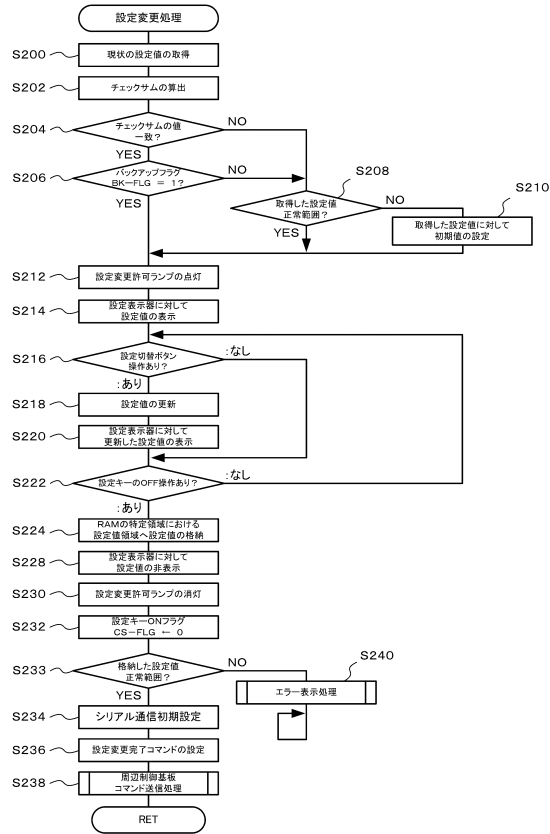 設定変更処理
S200
現状の設定値の取得
S202
チェックサムの算出
S204
チェックサムの値
一致？
NO
YES
S206
バックアップフラグ
BK－FLG ＝ 1？
NO
YES
S208
取得した設定値
正常範囲？
NO
YES
S210
取得した設定値に対して
初期値の設定
S212
設定変更許可ランプの点灯
S214
設定表示器に対して
設定値の表示
S216
設定切替ボタン
操作あり？
:なし
:あり
S218
設定値の更新
S220
設定表示器に対して
更新した設定値の表示
S222
設定キーのOFF操作あり？
:なし
:あり
S224
RAMの特定領域における
設定値領域へ設定値の格納
S228
設定表示器に対して
設定値の非表示
S230
設定変更許可ランプの消灯
S232
設定キーONフラグ
CS－FLG ← 0
S233
格納した設定値
正常範囲？
NO
YES
S240
エラー表示処理
S234
シリアル通信初期設定
S236
設定変更完了コマンドの設定
S238
周辺制御基板
コマンド送信処理
RET